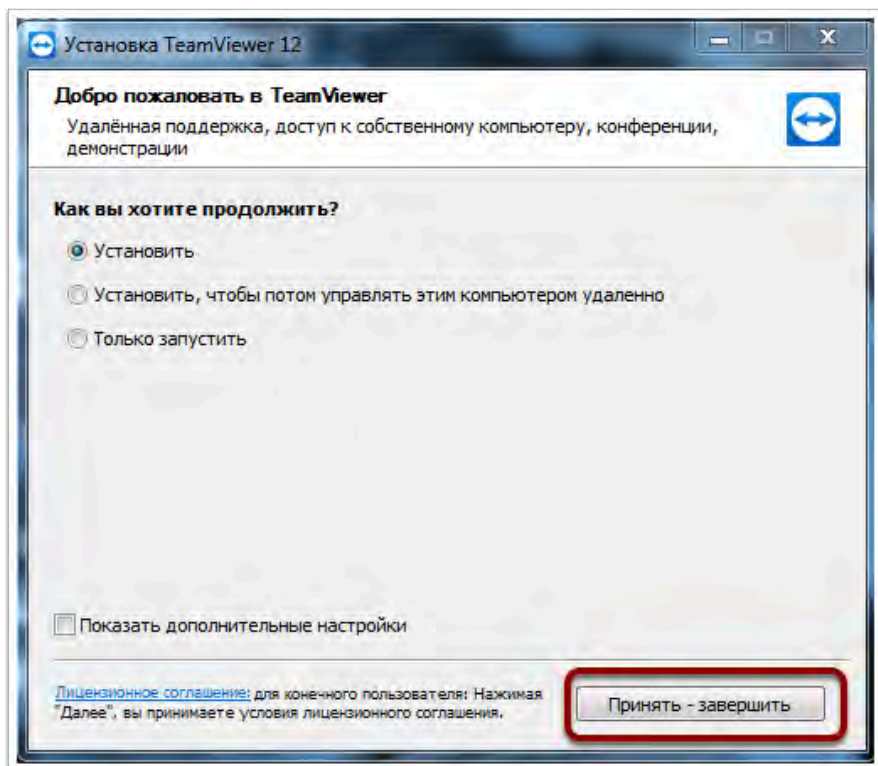 Установка TeamViewer 12
Добро пожаловать в TeamViewer
Удалённая поддержка, доступ к собственному компьютеру, конференции,
демонстрации
Как вы хотите продолжить?
Установить
Установить, чтобы потом управлять этим компьютером удаленно
Только запустить
Показать дополнительные настройки
Лицензионное соглашение: для конечного пользователя: Нажимая
"Далее", вы принимаете условия лицензионного соглашения.
Принять - завершить